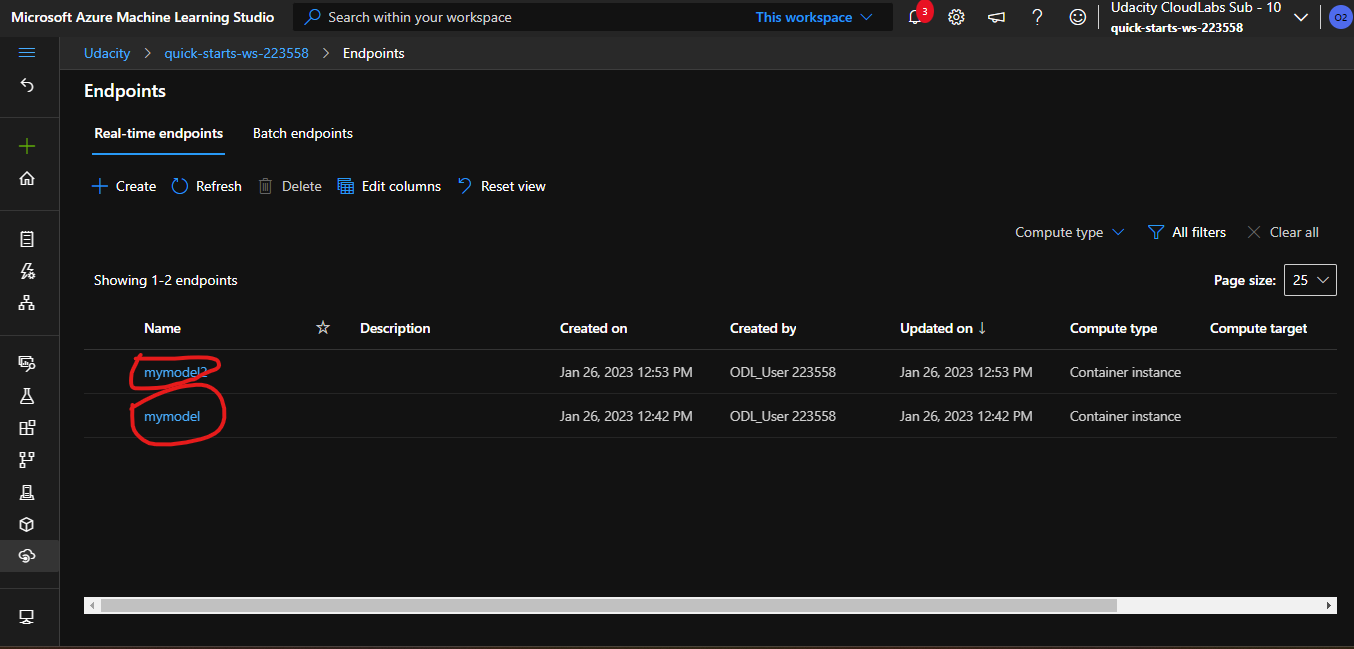 Microsoft Azure Machine Learning Studio
Search within your workspace
This workspace
3
Udacity CloudLabs Sub - 10
quick-starts-ws-223558
O2
Udacity > quick-starts-ws-223558 > Endpoints
Endpoints
Real-time endpoints Batch endpoints
Create Refresh Delete Edit columns Reset view
Compute type All filters Clear all
Showing 1-2 endpoints Page size: 25
Name Description Created on Created by Updated on ↓ Compute type Compute target
mymodel2 Jan 26, 2023 12:53 PM ODL_User 223558 Jan 26, 2023 12:53 PM Container instance
mymodel Jan 26, 2023 12:42 PM ODL_User 223558 Jan 26, 2023 12:42 PM Container instance